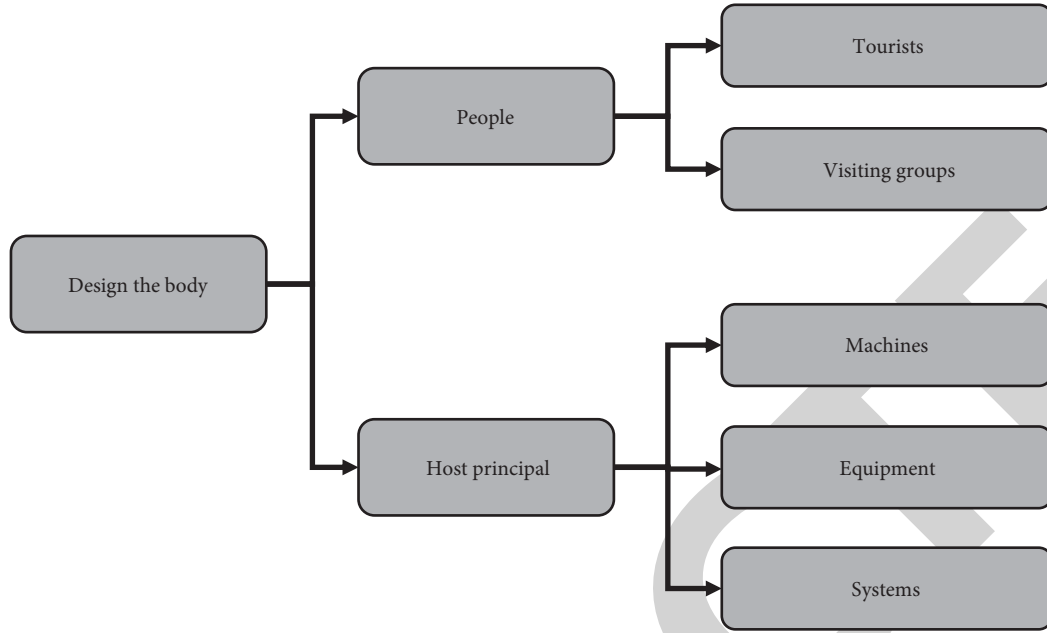 Design the body
People
Host principal
Tourists
Visiting groups
Machines
Equipment
Systems